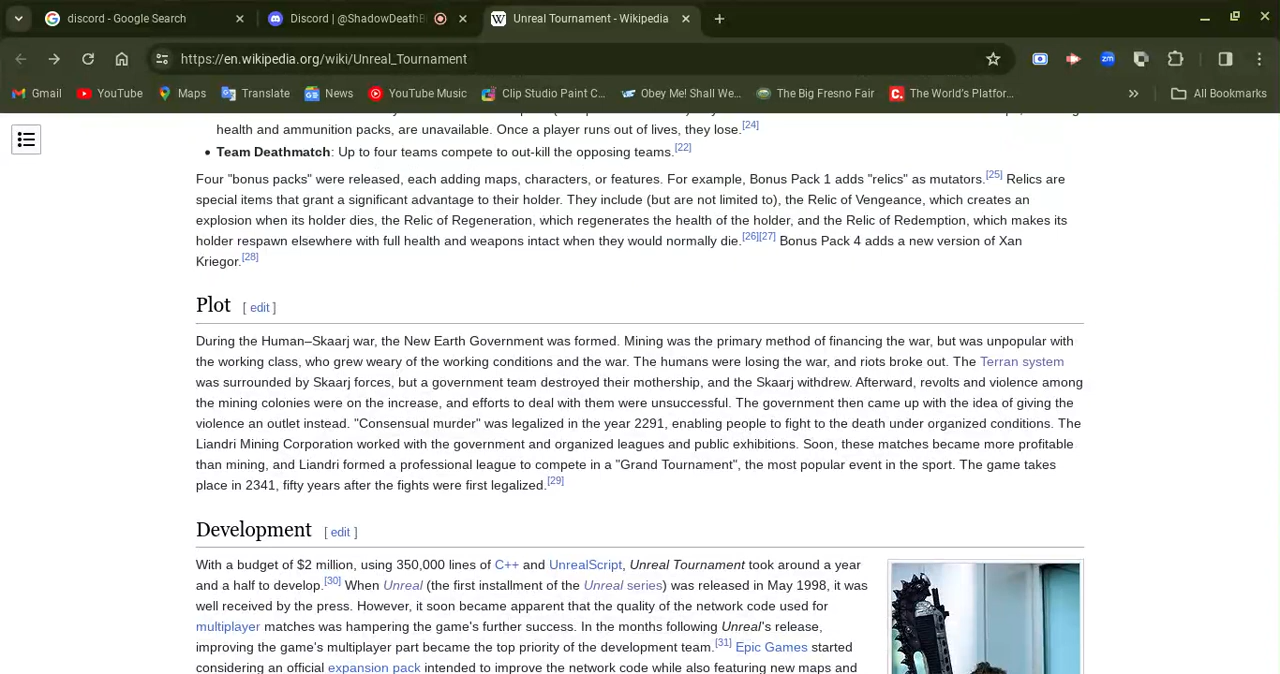 discord - Google Search
Discord | @ShadowDeathB
Unreal Tournament - Wikipedia
https://en.wikipedia.org/wiki/Unreal_Tournament
Gmail
YouTube
Maps
Translate
News
YouTube Music
Clip Studio Paint C...
Obey Me! Shall We...
The Big Fresno Fair
The World's Platfor...
All Bookmarks
health and ammunition packs, are unavailable. Once a player runs out of lives, they lose.[24]
• Team Deathmatch: Up to four teams compete to out-kill the opposing teams.[22]
Four "bonus packs" were released, each adding maps, characters, or features. For example, Bonus Pack 1 adds "relics" as mutators.[25] Relics are
special items that grant a significant advantage to their holder. They include (but are not limited to), the Relic of Vengeance, which creates an
explosion when its holder dies, the Relic of Regeneration, which regenerates the health of the holder, and the Relic of Redemption, which makes its
holder respawn elsewhere with full health and weapons intact when they would normally die.[26][27] Bonus Pack 4 adds a new version of Xan
Kriegor.[28]
Plot [ edit ]
During the Human–Skaarj war, the New Earth Government was formed. Mining was the primary method of financing the war, but was unpopular with
the working class, who grew weary of the working conditions and the war. The humans were losing the war, and riots broke out. The Terran system
was surrounded by Skaarj forces, but a government team destroyed their mothership, and the Skaarj withdrew. Afterward, revolts and violence among
the mining colonies were on the increase, and efforts to deal with them were unsuccessful. The government then came up with the idea of giving the
violence an outlet instead. "Consensual murder" was legalized in the year 2291, enabling people to fight to the death under organized conditions. The
Liandri Mining Corporation worked with the government and organized leagues and public exhibitions. Soon, these matches became more profitable
than mining, and Liandri formed a professional league to compete in a "Grand Tournament", the most popular event in the sport. The game takes
place in 2341, fifty years after the fights were first legalized.[29]
Development [ edit ]
With a budget of $2 million, using 350,000 lines of C++ and UnrealScript, Unreal Tournament took around a year
and a half to develop.[30] When Unreal (the first installment of the Unreal series) was released in May 1998, it was
well received by the press. However, it soon became apparent that the quality of the network code used for
multiplayer matches was hampering the game's further success. In the months following Unreal's release,
improving the game's multiplayer part became the top priority of the development team.[31] Epic Games started
considering an official expansion pack intended to improve the network code while also featuring new maps and